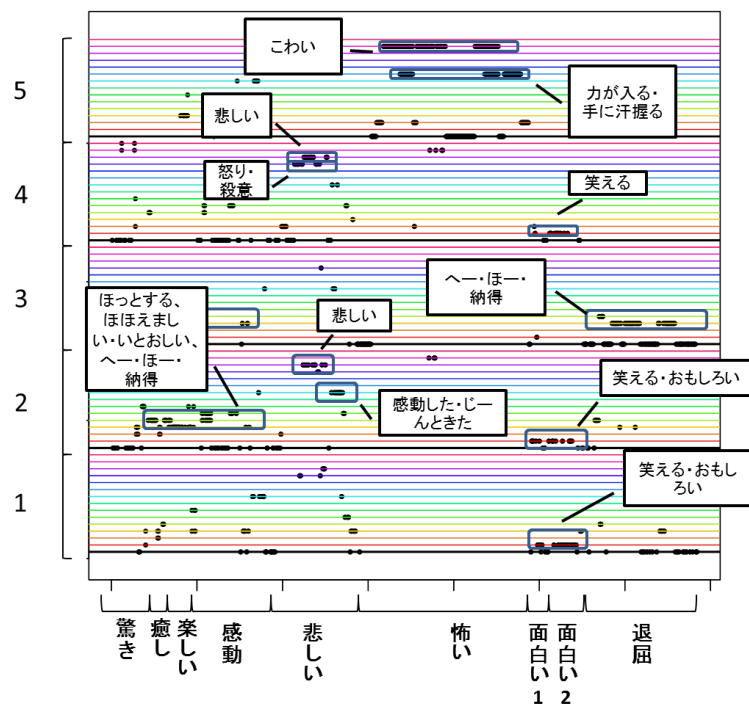 こわい
5
力が入る・
手に汗握る
悲しい
怒り・
殺意
4
笑える
へー・ほー・
納得
3
ほっとする、
ほほえまし
い・いとおしい、
へー・ほー・
納得
悲しい
笑える・おもしろい
2
感動した・じー
んときた
笑える・おもし
ろい
1
驚き
癒し
楽しい
感動
悲しい
怖い
面白い1
面白い2
退屈